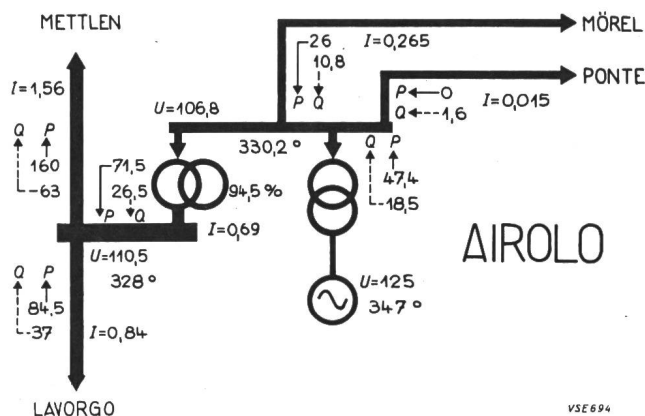 METTLEN
MÖREL
PONTE
I=1,56
Q P
160
63
U=106,8
26
10,8
P Q
I=0,265
P 0
Q 1,6
I=0,015
330,2°
Q P
47,4
18,5
71,5
26,5
P Q
94,5 %
I=0,69
U=110,5
328°
AIROLO
U=125
347°
Q P
84,5
37
I=0,84
LAVORGO
VSE694